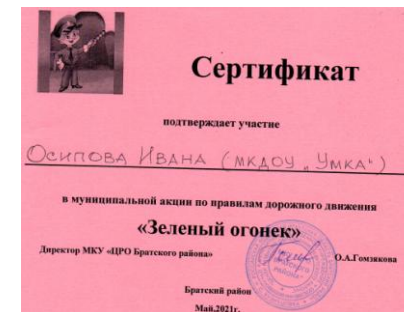 Сертификат
подтверждает участие
Осипова Ивана (МКДОУ „Умка“)
в муниципальной акции по правилам дорожного движения
«Зеленый огонек»
Директор МКУ «ЦРО Братского района» О.А.Гомзякова
Братский район
Май,2021г.